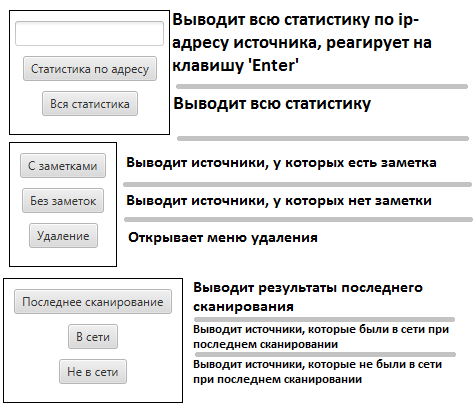 Выводит всю статистику по ip-
адресу источника, реагирует на
клавишу 'Enter'
Статистика по адресу
Вся статистика
Выводит всю статистику
С заметками
Выводит источники, у которых есть заметка
Без заметок
Выводит источники, у которых нет заметки
Удаление
Открывает меню удаления
Последнее сканирование
Выводит результаты последнего
сканирования
В сети
Выводит источники, которые были в сети при
последнем сканировании
Не в сети
Выводит источники, которые не были в сети
при последнем сканировании